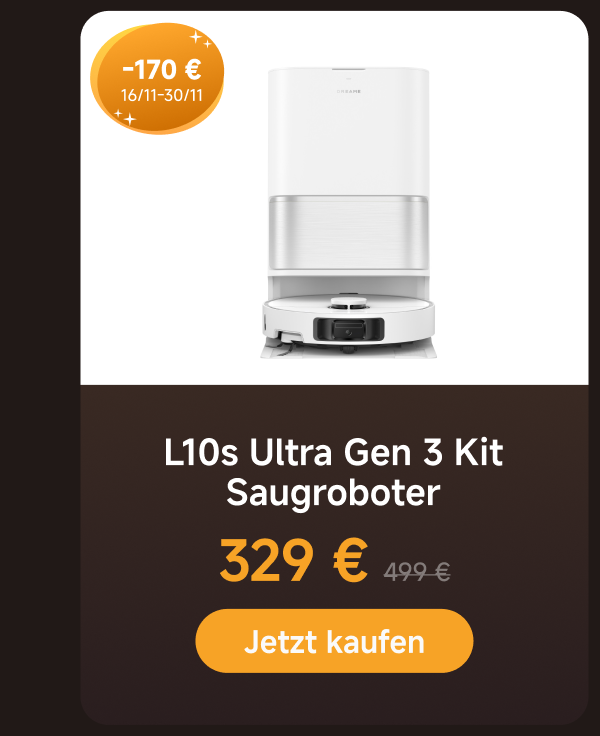 -170 €
16/11-30/11
L10s Ultra Gen 3 Kit
Saugroboter
329 € 499 €
Jetzt kaufen